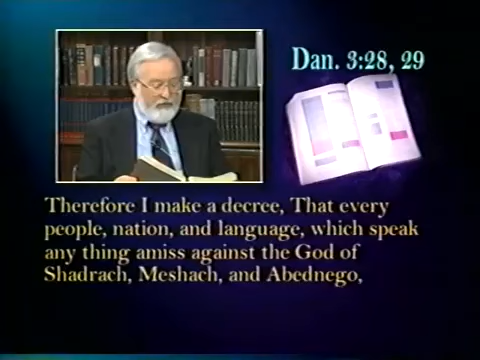 Dan. 3:28, 29
Therefore I make a decree, That every
people, nation, and language, which speak
any thing amiss against the God of
Shadrach, Meshach, and Abednego,